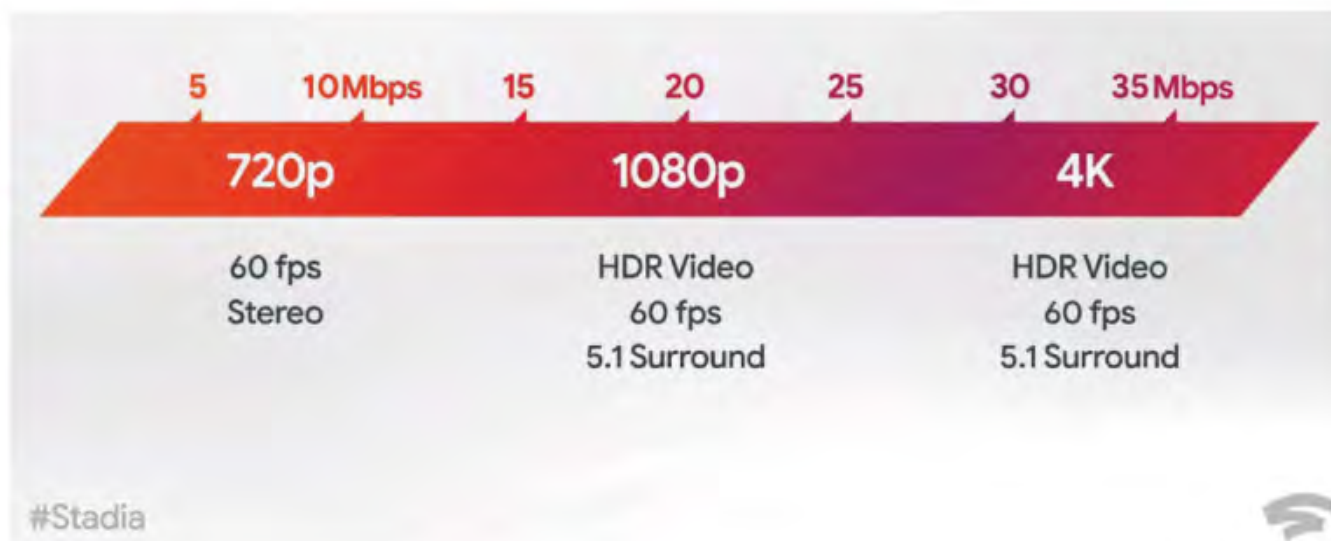 5 10 Mbps 15 20 25 30 35 Mbps
720p 1080p 4K
60 fps HDR Video HDR Video
Stereo 60 fps 60 fps
5.1 Surround 5.1 Surround
#Stadia